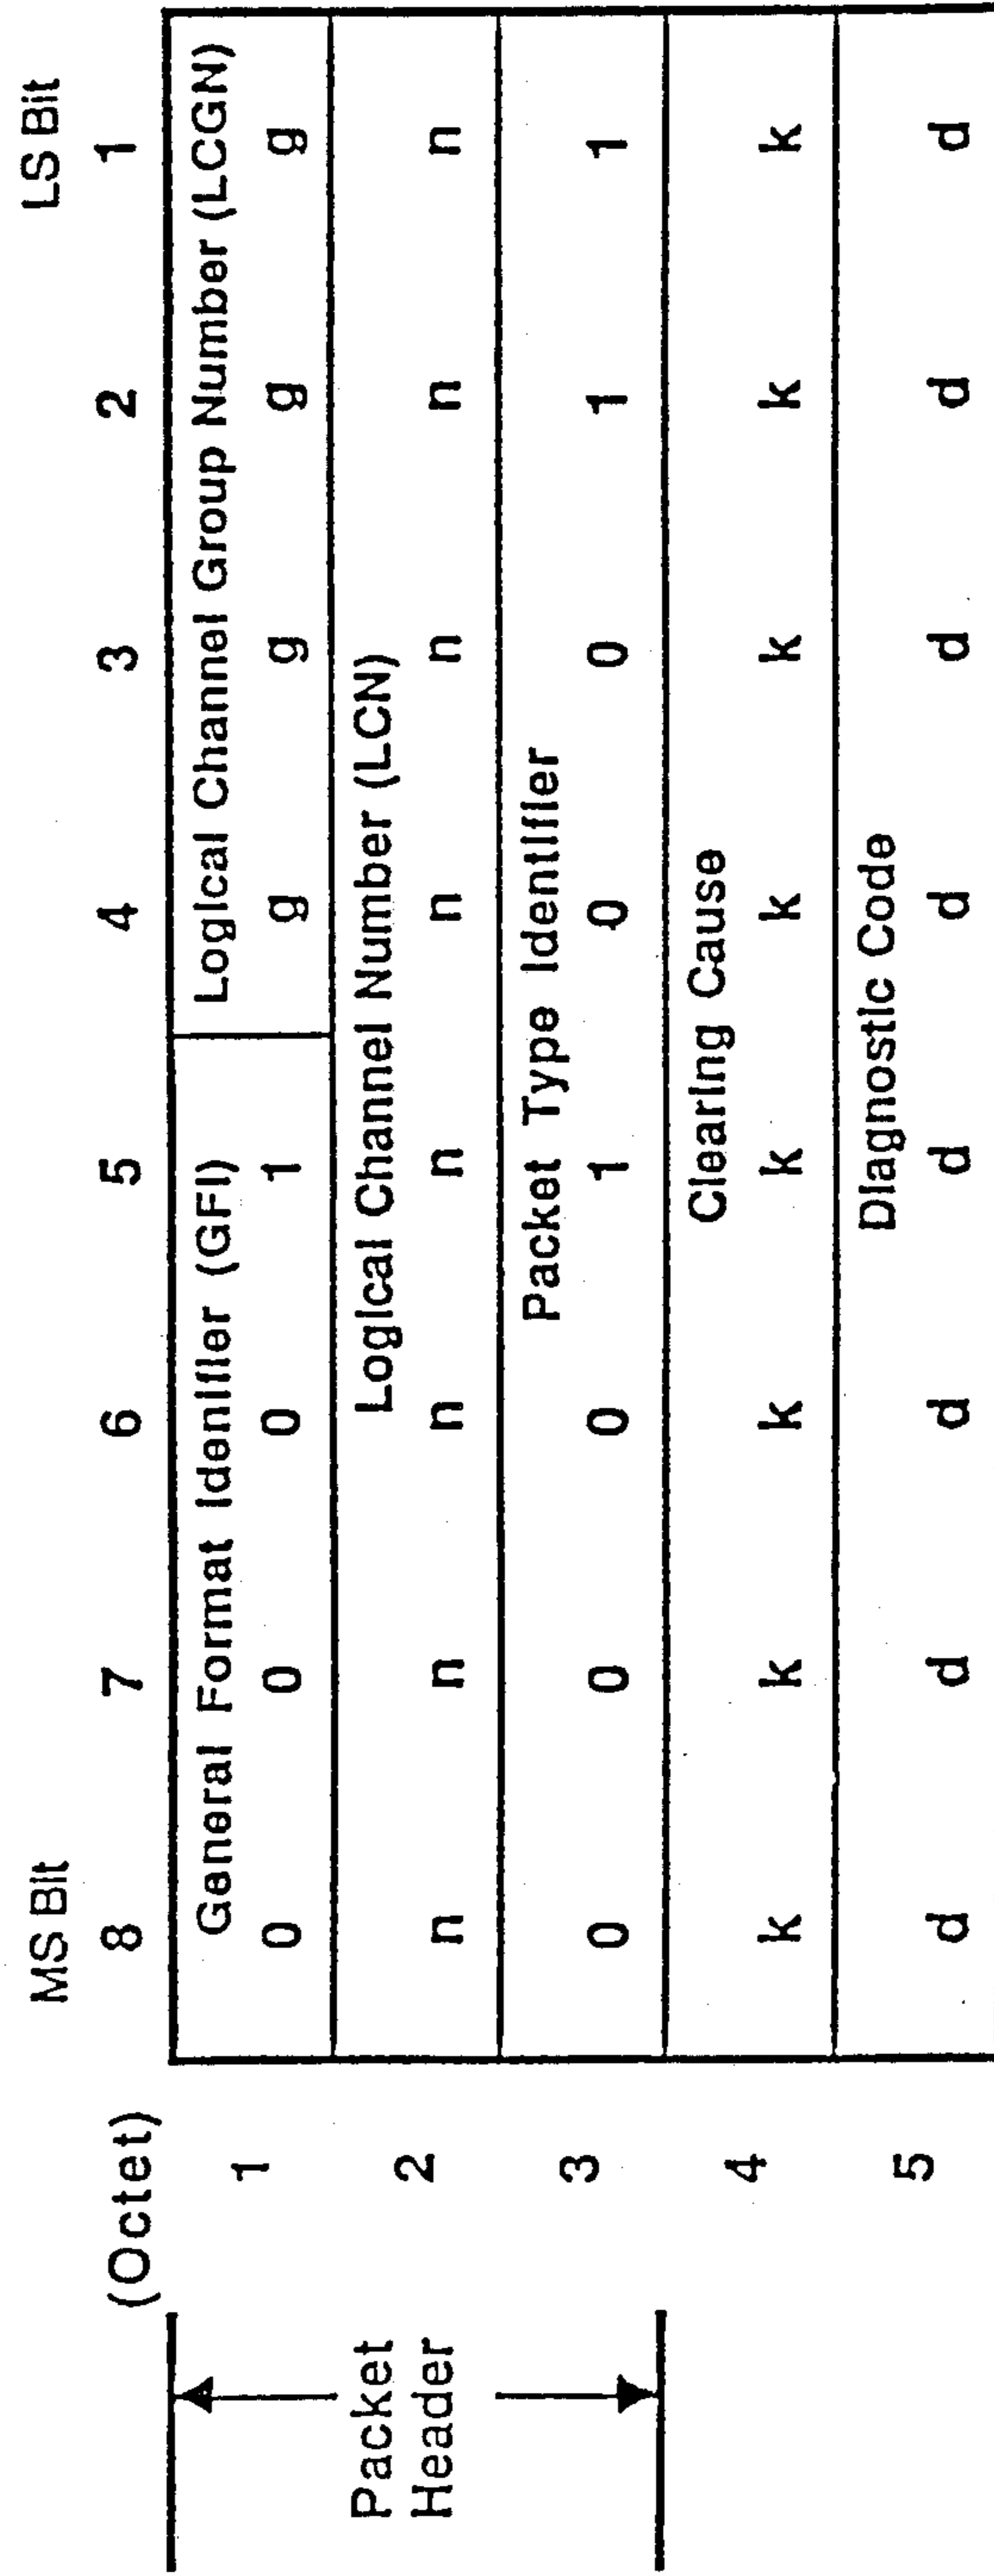 MS Bit LS Bit
(Octet) 8 7 6 5 4 3 2 1
General Format Idenifier (GFI) Logical Channel Group Number (LCGN)
1 0 0 0 1 g g g g
Logical Channel Number (LCN)
2 n n n n n n n n
Packet Type Identifier
3 0 0 0 1 0 0 1 1
Clearing Cause
4 k k k k k k k k
Diagnostic Code
5 d d d d d d d d
Packet
Header